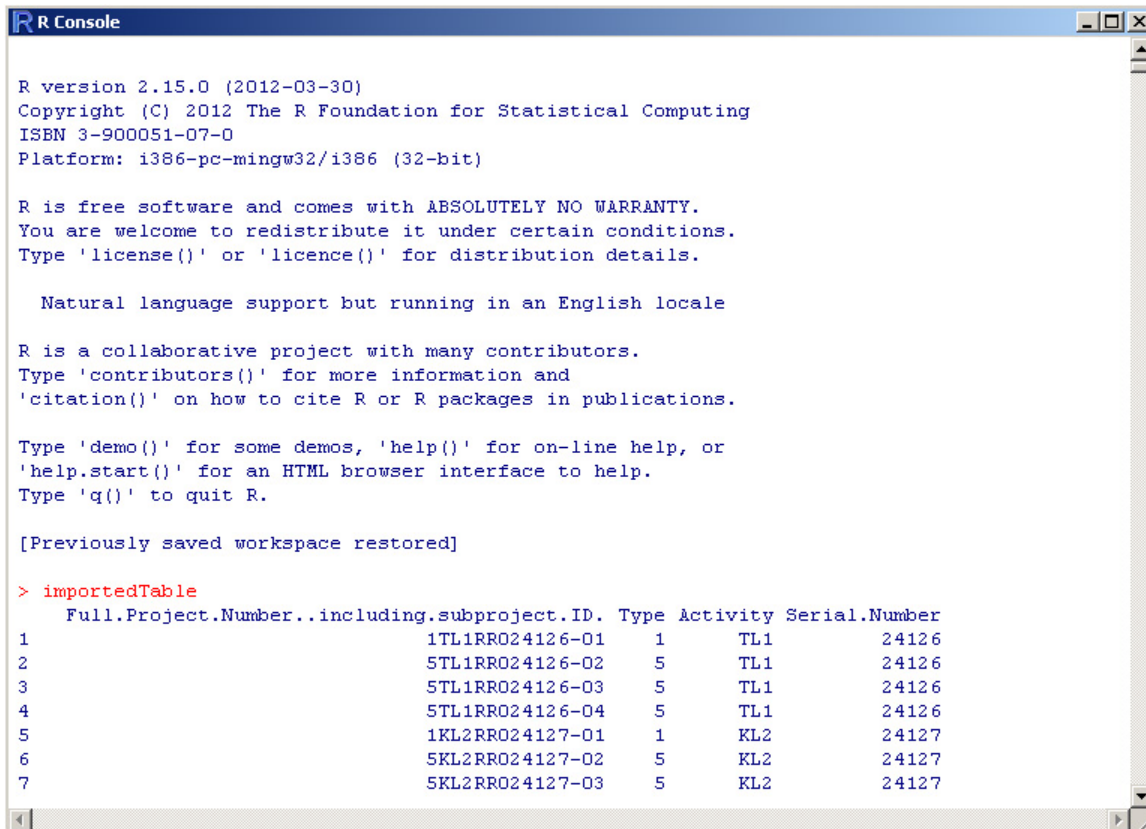 R Console
R version 2.15.0 (2012-03-30)
Copyright (C) 2012 The R Foundation for Statistical Computing
ISBN 3-900051-07-0
Platform: i386-pc-mingw32/i386 (32-bit)
R is free software and comes with ABSOLUTELY NO WARRANTY.
You are welcome to redistribute it under certain conditions.
Type 'license()' or 'licence()' for distribution details.
Natural language support but running in an English locale
R is a collaborative project with many contributors.
Type 'contributors()' for more information and
'citation()' on how to cite R or R packages in publications.
Type 'demo()' for some demos, 'help()' for on-line help, or
'help.start()' for an HTML browser interface to help.
Type 'q()' to quit R.
[Previously saved workspace restored]
> importedTable
Full.Project.Number..including.subproject.ID. Type Activity Serial.Number
1 1TL1RR024126-01 1 TL1 24126
2 5TL1RR024126-02 5 TL1 24126
3 5TL1RR024126-03 5 TL1 24126
4 5TL1RR024126-04 5 TL1 24126
5 1KL2RR024127-01 1 KL2 24127
6 5KL2RR024127-02 5 KL2 24127
7 5KL2RR024127-03 5 KL2 24127